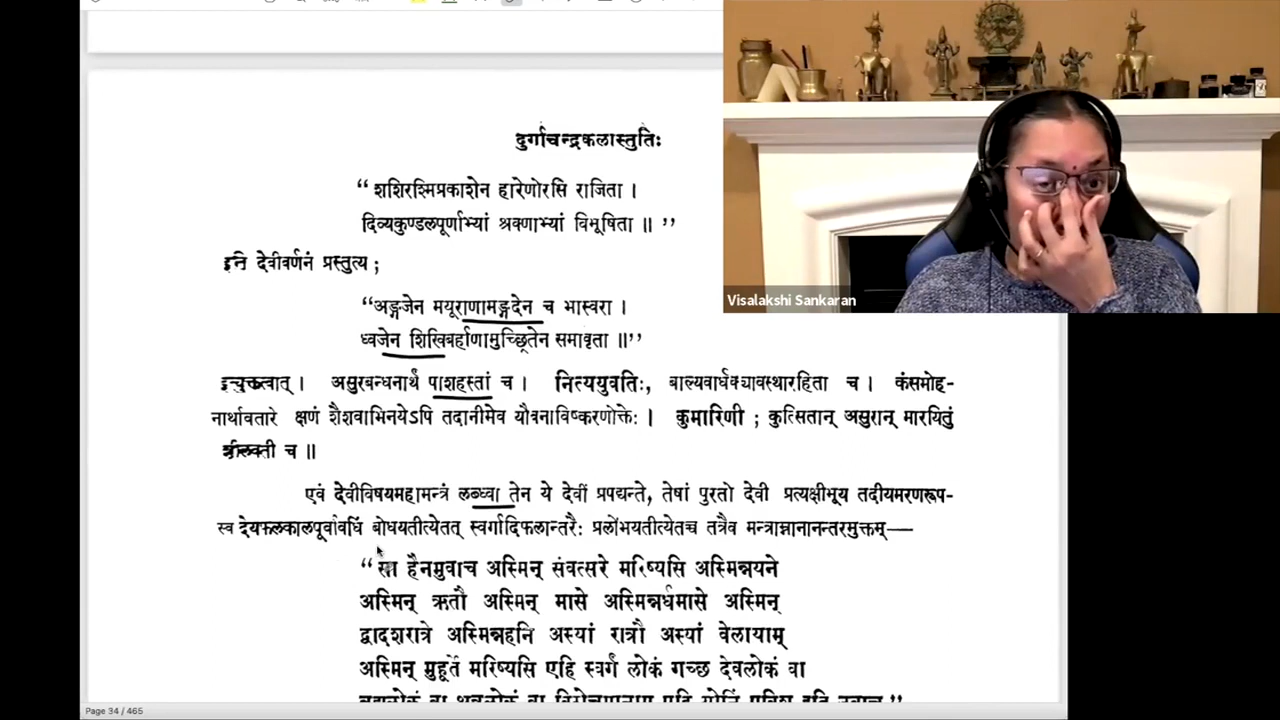 दुर्गाचन्द्रकलास्तुतिः
“ शशिरश्मिप्रकाशेन हारेणोरसि राजिता ।
दिव्यकुण्डलपूर्णाभ्यां श्रवणाभ्यां विभूषिता ॥ ”
इति देवीवर्णनं प्रस्तुत्य ;
“अङ्गजेन मयूराणामङ्गदेन च भास्वरा ।
ध्वजेन शिखिबर्हाणामुच्छ्रितेन समावृता ॥”
इत्युक्तत्वात् । असुरबन्धनार्थं पाशहस्तां च । नित्ययुवतिः, बाल्यवार्धक्यावस्थारहिता च । कंसमोह-
नार्थावतारे क्षणं शैशवाभिनयेऽपि तदानीमेव यौवनाविष्करणोक्तेः । कुमारिणी ; कुत्सितान् असुरान् मारयितुं
च ॥
एवं देवीविषयमहामन्त्रं लब्ध्वा तेन ये देवीं प्रपद्यन्ते, तेषां पुरतो देवी प्रत्यक्षीभूय तदीयमरणरूप-
स्व देयफलकालपूर्वावधिं बोधयतीत्येतत् स्वर्गादिफलान्तरैः प्रलोभयतीत्येतच्च तत्रैव मन्त्राम्नानानन्तरमुक्तम्—
“ सा हैनमुवाच अस्मिन् संवत्सरे मरिष्यसि अस्मिन्नयने
अस्मिन् ऋतौ अस्मिन् मासे अस्मिन्नर्धमासे अस्मिन्
द्वादशरात्रे अस्मिन्नहनि अस्यां रात्रौ अस्यां वेलायाम्
अस्मिन् मुहूर्ते मरिष्यसि एहि स्वर्गं लोकं गच्छ देवलोकं वा
Visalakshi Sankaran
Page 34 / 465